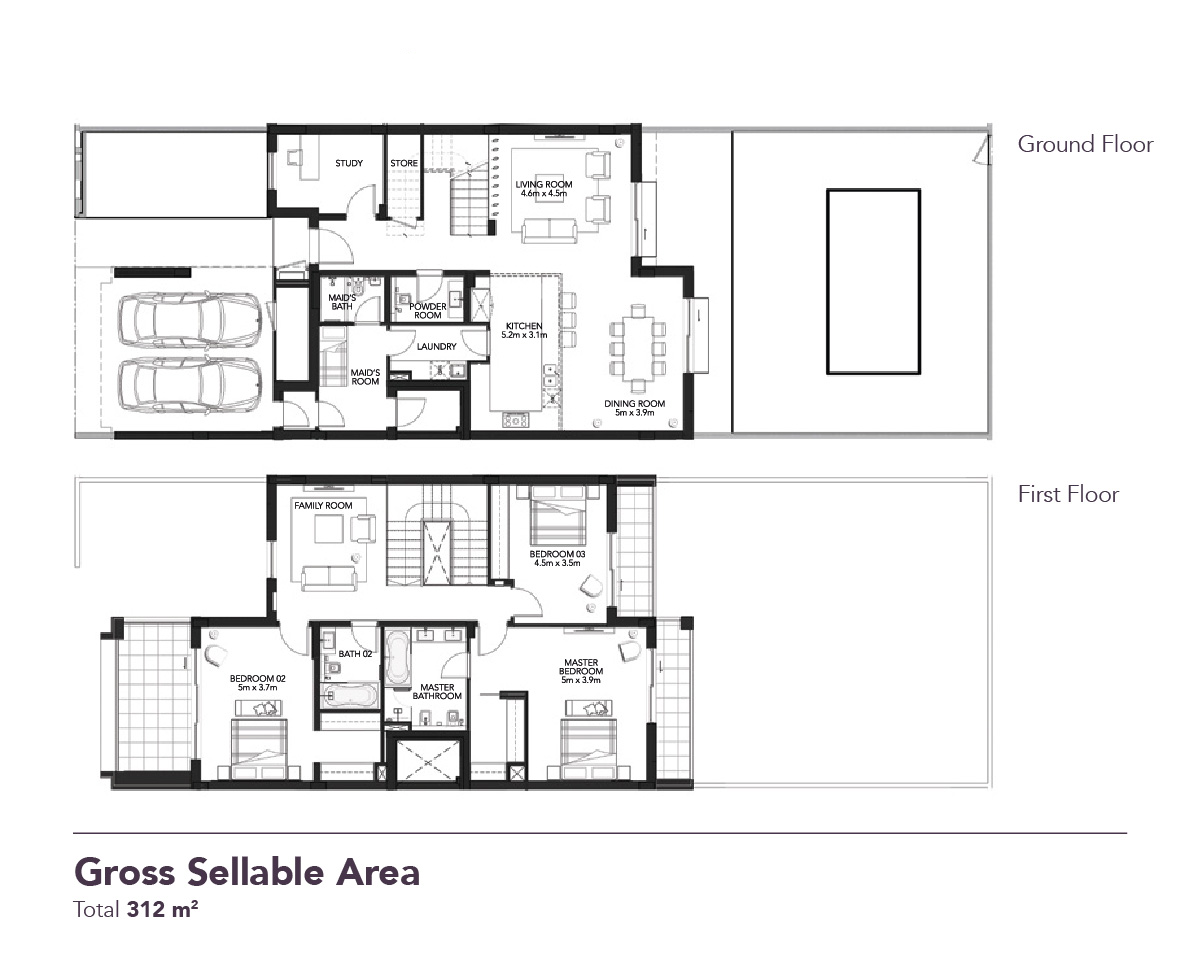 Ground Floor
STUDY
STORE
LIVING ROOM
4.6m x 4.5m
MAID'S
BATH
POWDER
ROOM
KITCHEN
5.2m x 3.1m
LAUNDRY
MAID'S
ROOM
DINING ROOM
5m x 3.9m
First Floor
FAMILY ROOM
BEDROOM 03
4.5m x 3.5m
BATH 02
BEDROOM 02
5m x 3.7m
MASTER
BATHROOM
MASTER
BEDROOM
5m x 3.9m
Gross Sellable Area
Total 312 m²